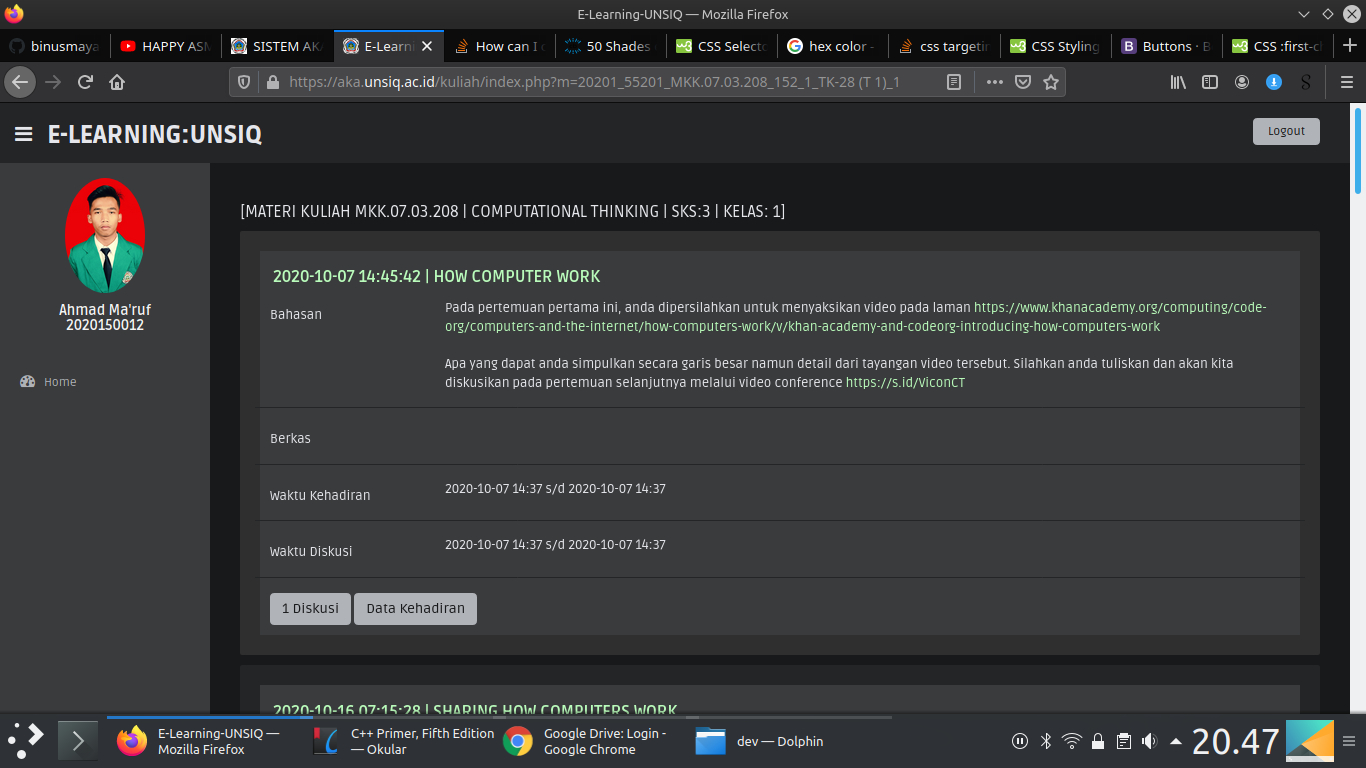 E-Learning-UNSIQ — Mozilla Firefox
binusmaya
HAPPY ASM
SISTEM AKA
E-Learni
How can I c
50 Shades
CSS Selecto
hex color -
css targetin
CSS Styling
Buttons · B
CSS :first-ch
https://aka.unsiq.ac.id/kuliah/index.php?m=20201_55201_MKK.07.03.208_152_1_TK-28 (T 1)_1
E-LEARNING:UNSIQ
Logout
Ahmad Ma'ruf
2020150012
Home
[MATERI KULIAH MKK.07.03.208 | COMPUTATIONAL THINKING | SKS:3 | KELAS: 1]
2020-10-07 14:45:42 | HOW COMPUTER WORK
Bahasan
Pada pertemuan pertama ini, anda dipersilahkan untuk menyaksikan video pada laman https://www.khanacademy.org/computing/code-
org/computers-and-the-internet/how-computers-work/v/khan-academy-and-codeorg-introducing-how-computers-work
Apa yang dapat anda simpulkan secara garis besar namun detail dari tayangan video tersebut. Silahkan anda tuliskan dan akan kita
diskusikan pada pertemuan selanjutnya melalui video conference https://s.id/ViconCT
Berkas
Waktu Kehadiran
2020-10-07 14:37 s/d 2020-10-07 14:37
Waktu Diskusi
2020-10-07 14:37 s/d 2020-10-07 14:37
1 Diskusi
Data Kehadiran
2020-10-16 07:15:28 | SHARING HOW COMPUTERS WORK
E-Learning-UNSIQ —
Mozilla Firefox
C++ Primer, Fifth Edition
— Okular
Google Drive: Login -
Google Chrome
dev — Dolphin
20.47